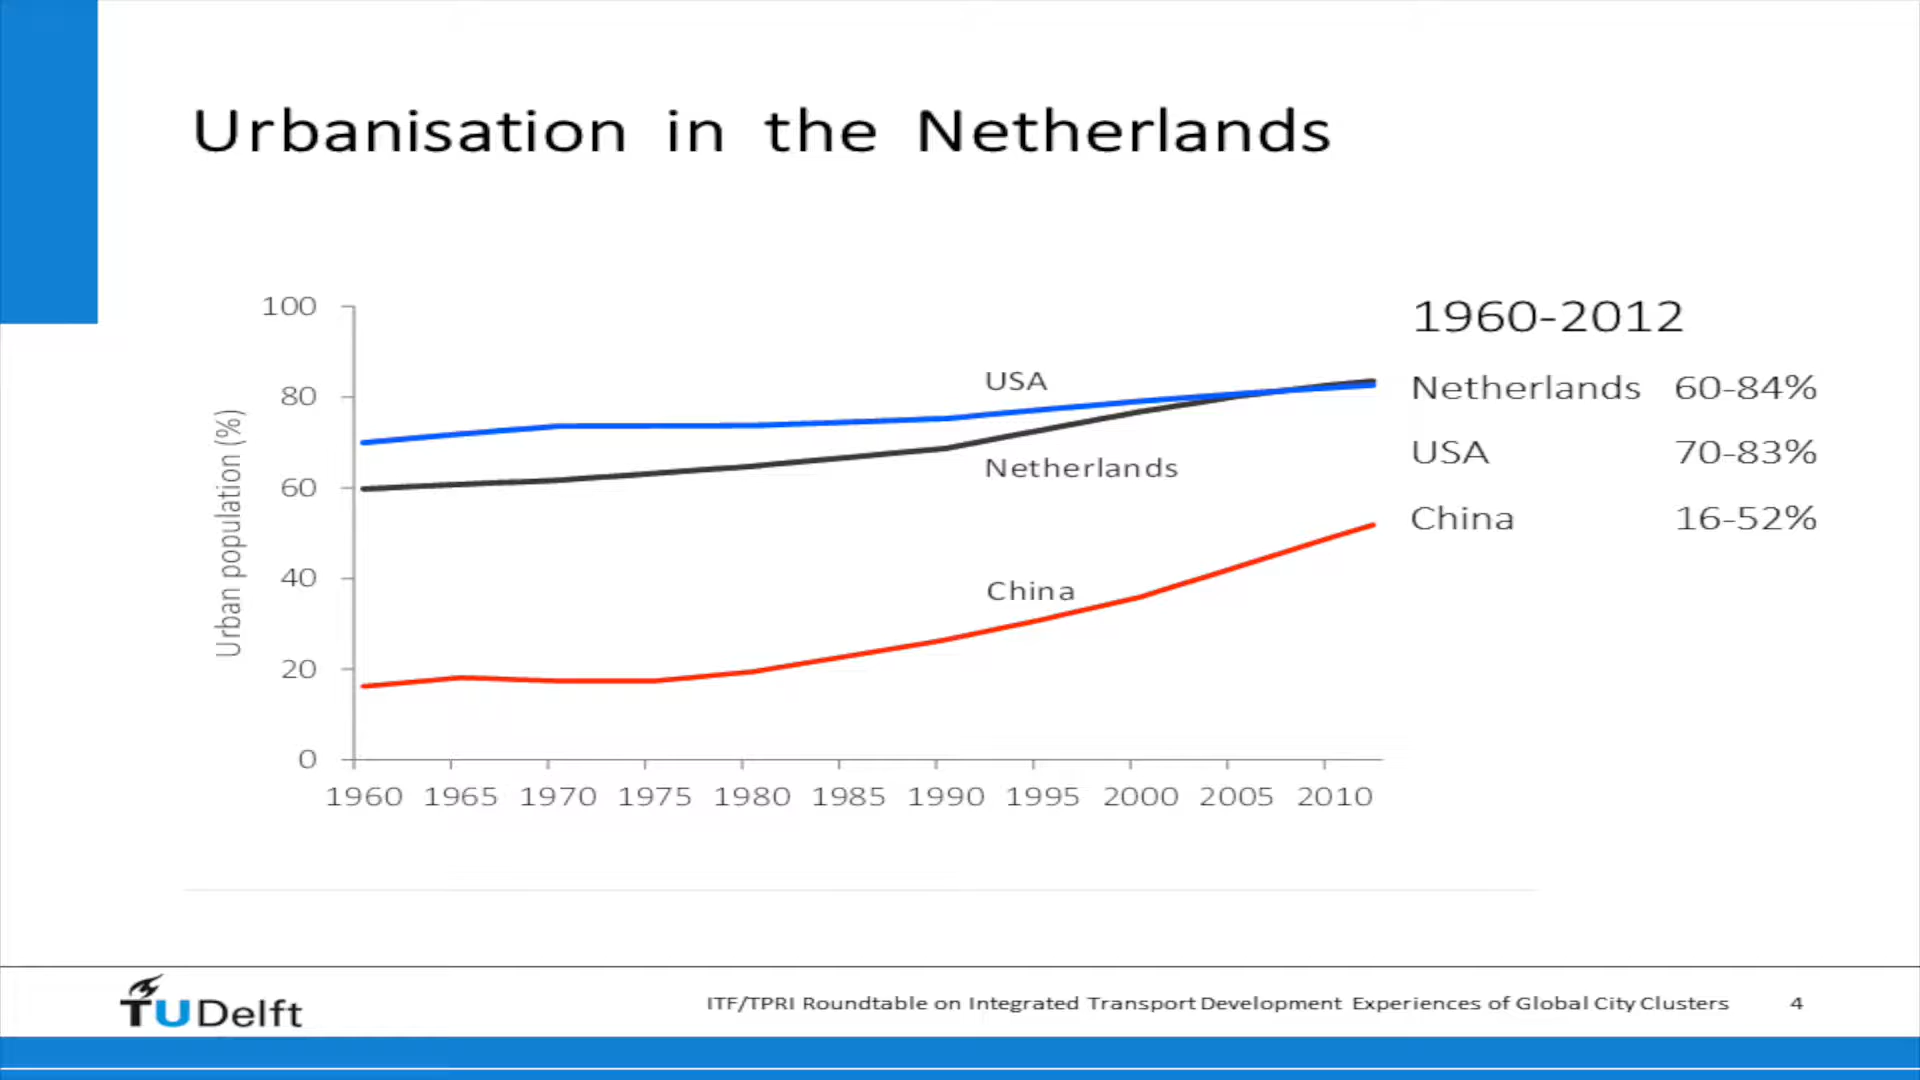 Urbanisation in the Netherlands
1960-2012
Netherlands 60-84%
USA 70-83%
China 16-52%
Urban population (%)
100
80
60
40
20
0
USA
Netherlands
China
1960 1965 1970 1975 1980 1985 1990 1995 2000 2005 2010
TU Delft
ITF/TPRI Roundtable on Integrated Transport Development Experiences of Global City Clusters 4